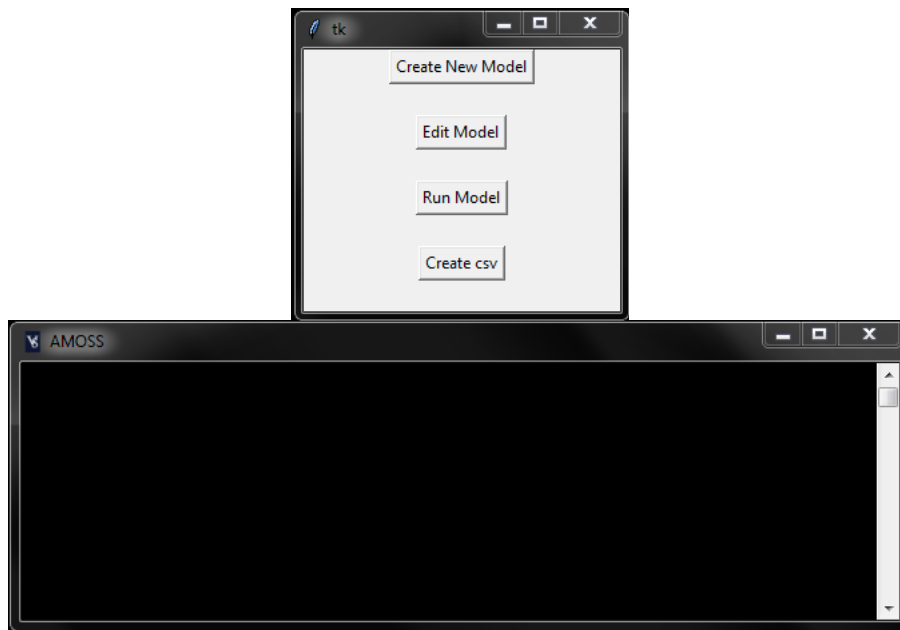 tk
Create New Model
Edit Model
Run Model
Create csv
AMOSS